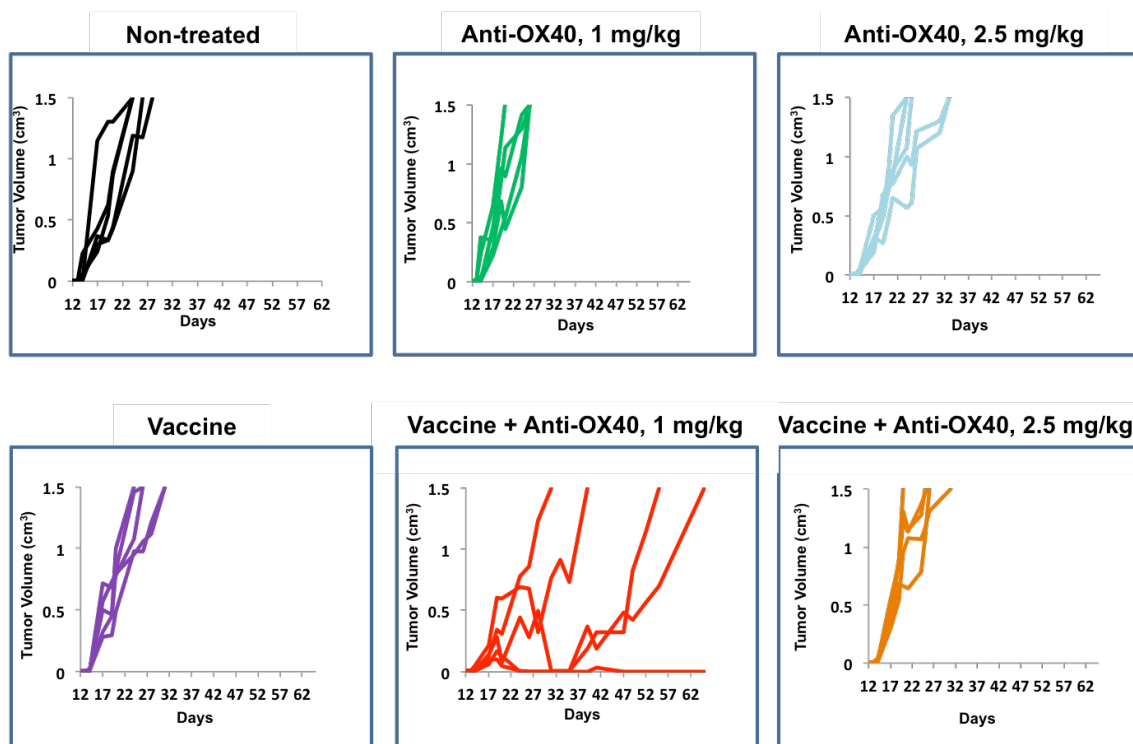 Non-treated
Tumor Volume (cm³)
1.5
1
0.5
0
12 17 22 27 32 37 42 47 52 57 62
Days
Anti-OX40, 1 mg/kg
Tumor Volume (cm³)
1.5
1
0.5
0
12 17 22 27 32 37 42 47 52 57 62
Days
Anti-OX40, 2.5 mg/kg
Tumor Volume (cm³)
1.5
1
0.5
0
12 17 22 27 32 37 42 47 52 57 62
Days
Vaccine
Tumor Volume (cm³)
1.5
1
0.5
0
12 17 22 27 32 37 42 47 52 57 62
Days
Vaccine + Anti-OX40, 1 mg/kg
Tumor Volume (cm³)
1.5
1
0.5
0
12 17 22 27 32 37 42 47 52 57 62
Days
Vaccine + Anti-OX40, 2.5 mg/kg
Tumor Volume (cm³)
1.5
1
0.5
0
12 17 22 27 32 37 42 47 52 57 62
Days